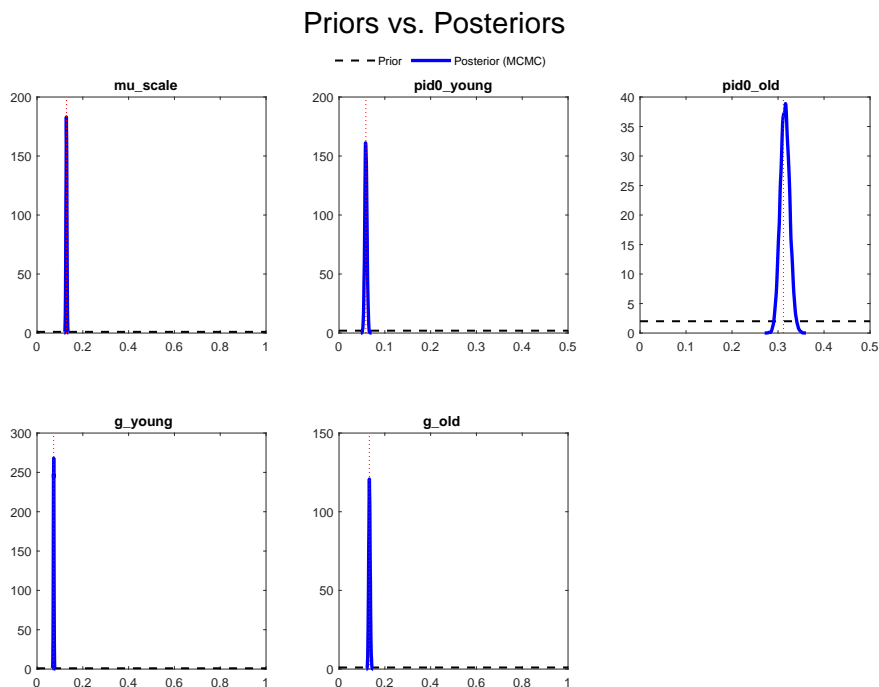 Priors vs. Posteriors
Prior Posterior (MCMC)
mu_scale
200
150
100
50
0
0 0.2 0.4 0.6 0.8 1
pid0_young
200
150
100
50
0
0 0.1 0.2 0.3 0.4 0.5
pid0_old
40
35
30
25
20
15
10
5
0
0 0.1 0.2 0.3 0.4 0.5
g_young
300
250
200
150
100
50
0
0 0.2 0.4 0.6 0.8 1
g_old
150
100
50
0
0 0.2 0.4 0.6 0.8 1